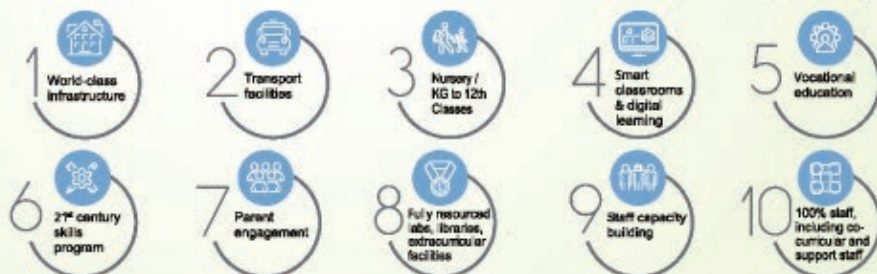 1
World-class
infrastructure
2
Transport
facilities
3
Nursery /
KG to 12th
Classes
4
Smart
classrooms
& digital
learning
5
Vocational
education
6
21st century
skills
program
7
Parent
engagement
8
Fully resourced
labs, libraries,
extracurricular
facilities
9
Staff capacity
building
10
100% staff,
including co-
curricular and
support staff